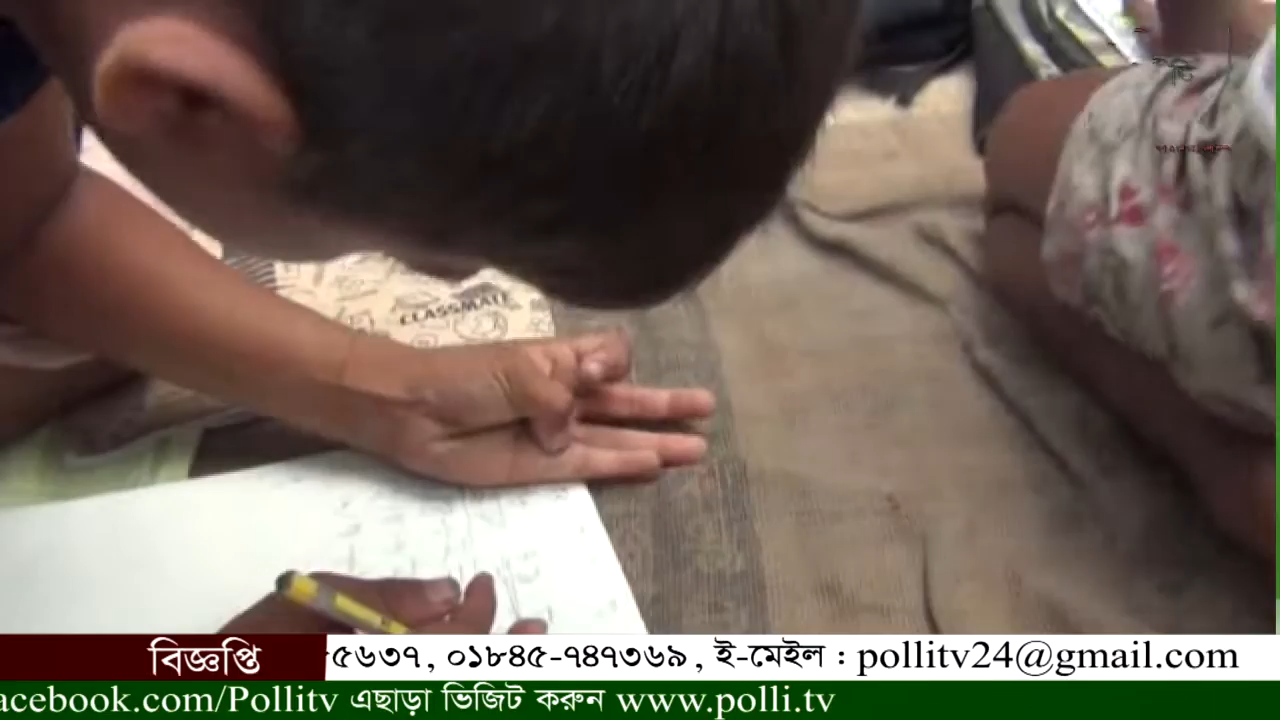 CLASSMATE
বিজ্ঞপ্তি
৫৬৩৭, ০১৮৪৫-৭৪৭৩৬৯, ই-মেইল : pollitv24@gmail.com
acebook.com/Pollitv এছাড়া ভিজিট করুন www.polli.tv